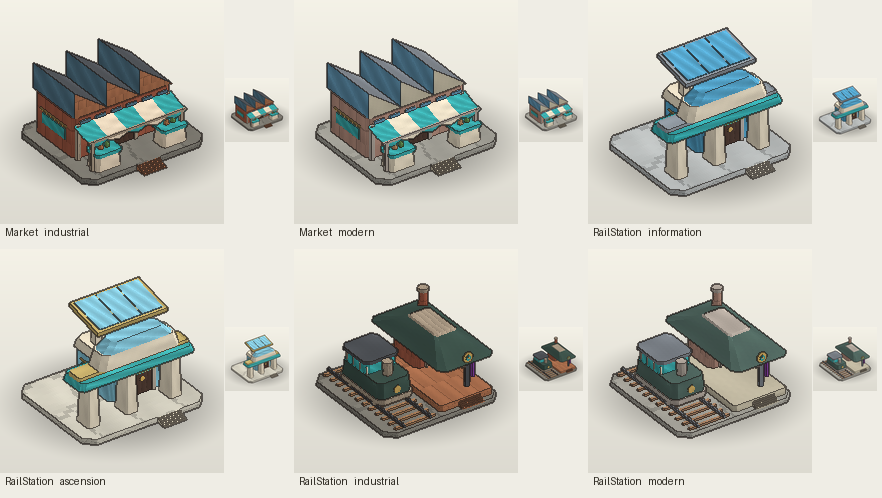 Market industrial
Market modern
RailStation information
RailStation ascension
RailStation industrial
RailStation modern